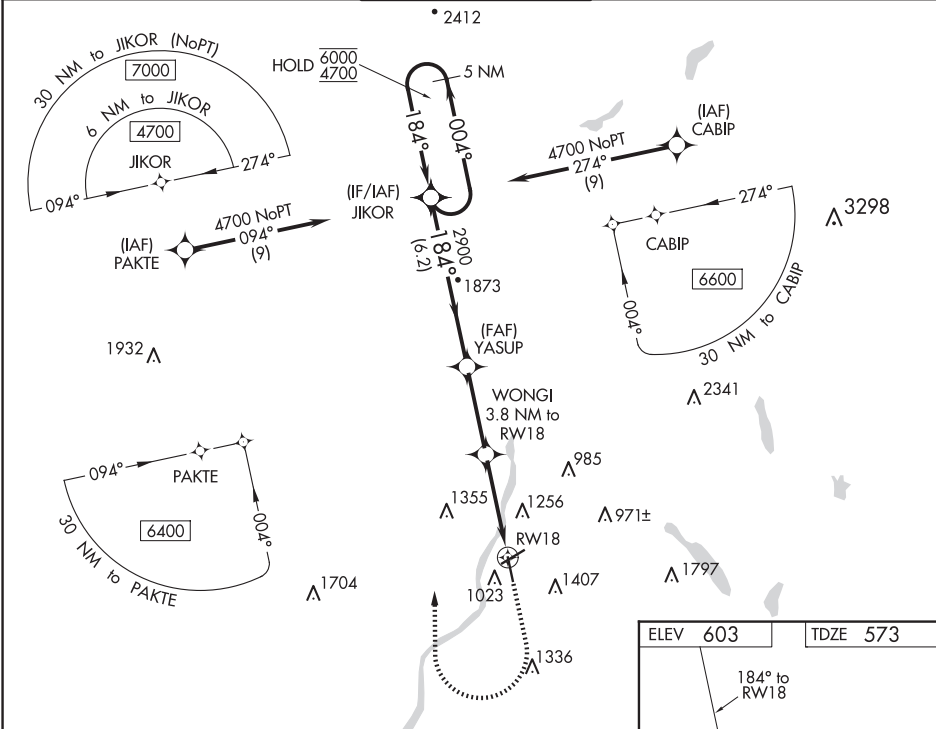 2412
30 NM to JIKOR (NoPT)
7000
6 NM to JIKOR
4700
JIKOR
094°
274°
HOLD 6000
4700
5 NM
184°
004°
(IF/IAF)
JIKOR
(IAF)
CABIP
4700 NoPT
274°
(9)
4700 NoPT
094°
(9)
(IAF)
PAKTE
2900
184°
(6.2)
1873
274°
CABIP
6600
004°
30 NM to CABIP
3298
(FAF)
YASUP
1932
2341
WONGI
3.8 NM to
RW18
094°
PAKTE
6400
004°
30 NM to PAKTE
985
1355
1256
971±
RW18
1797
1704
1023
1407
1336
ELEV 603
TDZE 573
184° to
RW18